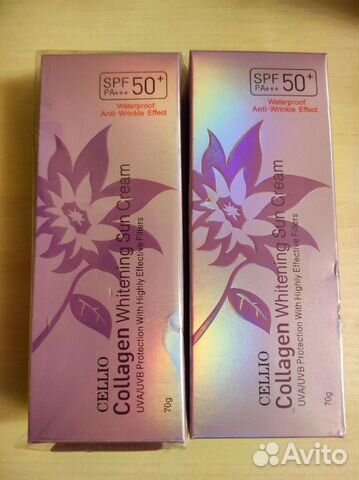 SPF 50+
PA+++
Waterproof
Anti-Wrinkle Effect
CELLIO
Collagen Whitening Sun Cream
UVA/UVB Protection With Highly Effective Filters
70g
SPF 50+
PA+++
Waterproof
Anti-Wrinkle Effect
CELLIO
Collagen Whitening Sun Cream
UVA/UVB Protection With Highly Effective Filters
70g
Avito